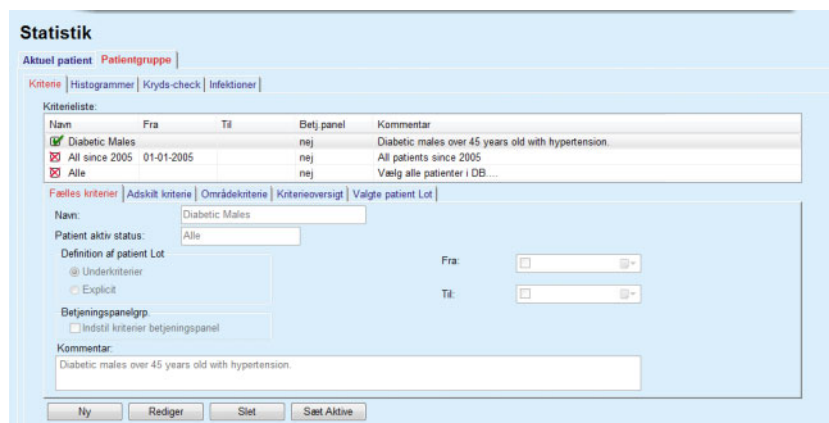 Statistik
Aktuel patient Patientgruppe
Kriterie Histogrammer Kryds-check Infektioner
Kriterieliste:
Navn Fra Til Betj.panel Kommentar
Diabetic Males nej Diabetic males over 45 years old with hypertension.
All since 2005 01-01-2005 nej All patients since 2005
Alle nej Vælg alle patienter i DB....
Fælles kriterier Adskilt kriterie Områdekriterie Kriterieoversigt Valgte patient Lot
Navn: Diabetic Males
Patient aktiv status: Alle
Definition af patient Lot
Fra:
Underkriterier
Explicit
Til:
Betjeningspanelgrp.
Indstil kriterier betjeningspanel
Kommentar:
Diabetic males over 45 years old with hypertension.
Ny Rediger Slet Sæt Aktive